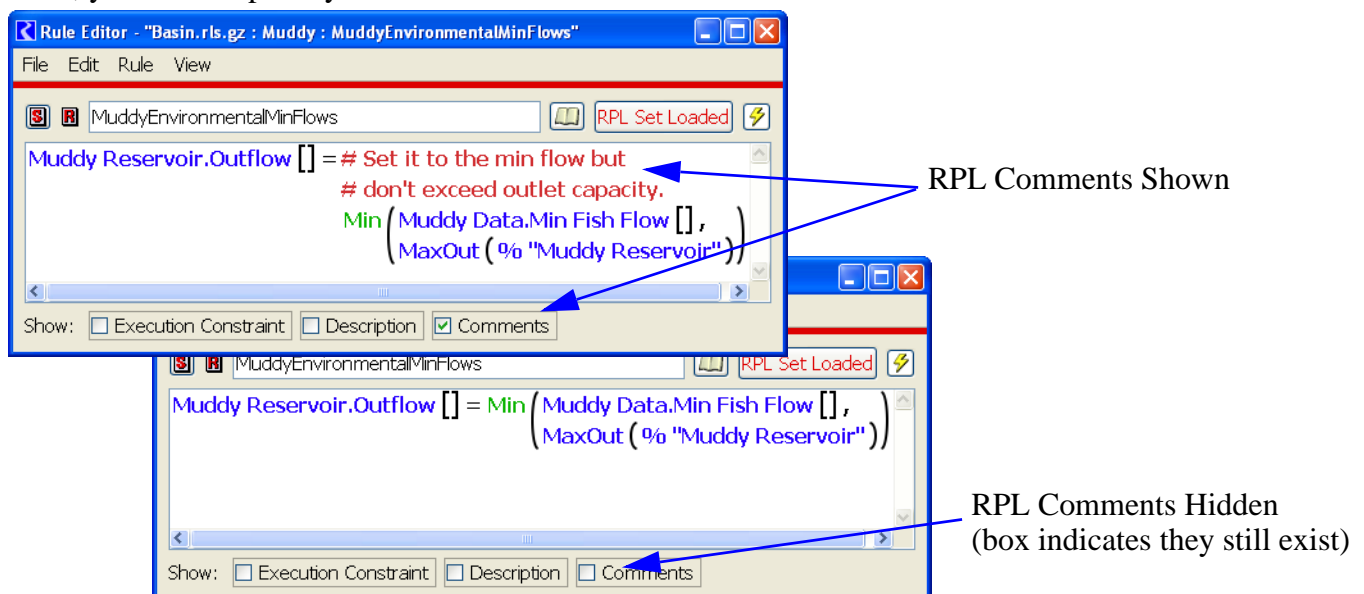 Rule Editor - "Basin.rls.gz : Muddy : MuddyEnvironmentalMinFlows"
File Edit Rule View
S R MuddyEnvironmentalMinFlows RPL Set Loaded
Muddy Reservoir.Outflow [] = # Set it to the min flow but
# don't exceed outlet capacity.
Min ( Muddy Data.Min Fish Flow [] ,
MaxOut ( % "Muddy Reservoir" ) )
Show: Execution Constraint Description Comments
RPL Comments Shown
S R MuddyEnvironmentalMinFlows RPL Set Loaded
Muddy Reservoir.Outflow [] = Min ( Muddy Data.Min Fish Flow [] ,
MaxOut ( % "Muddy Reservoir" ) )
Show: Execution Constraint Description Comments
RPL Comments Hidden
(box indicates they still exist)